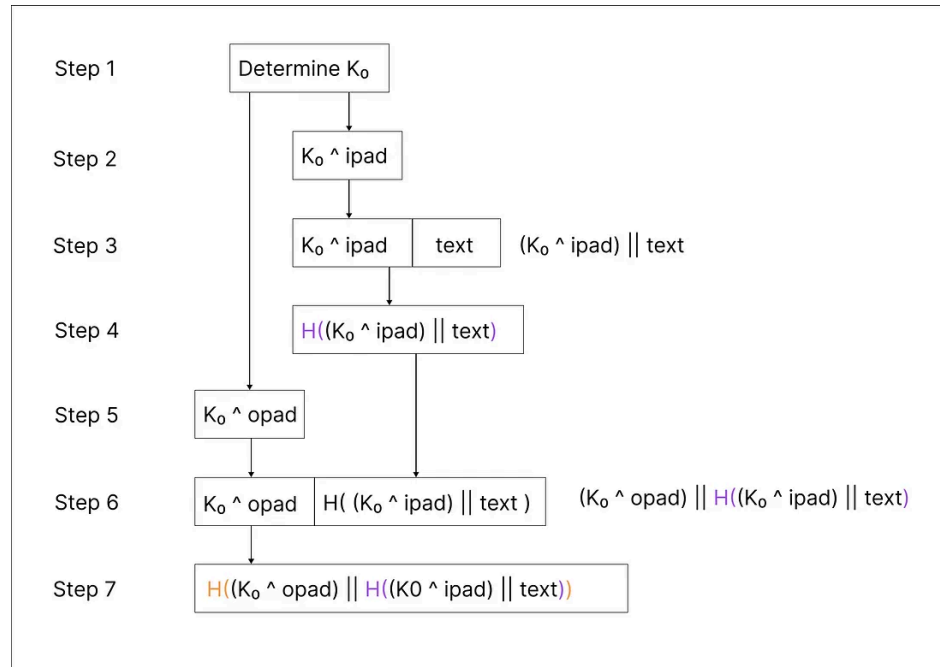 Step 1
Determine K₀
Step 2
K₀ ^ ipad
Step 3
K₀ ^ ipad text (K₀ ^ ipad) || text
Step 4
H((K₀ ^ ipad) || text)
Step 5
K₀ ^ opad
Step 6
K₀ ^ opad H( (K₀ ^ ipad) || text ) (K₀ ^ opad) || H((K₀ ^ ipad) || text)
Step 7
H((K₀ ^ opad) || H((K0 ^ ipad) || text))